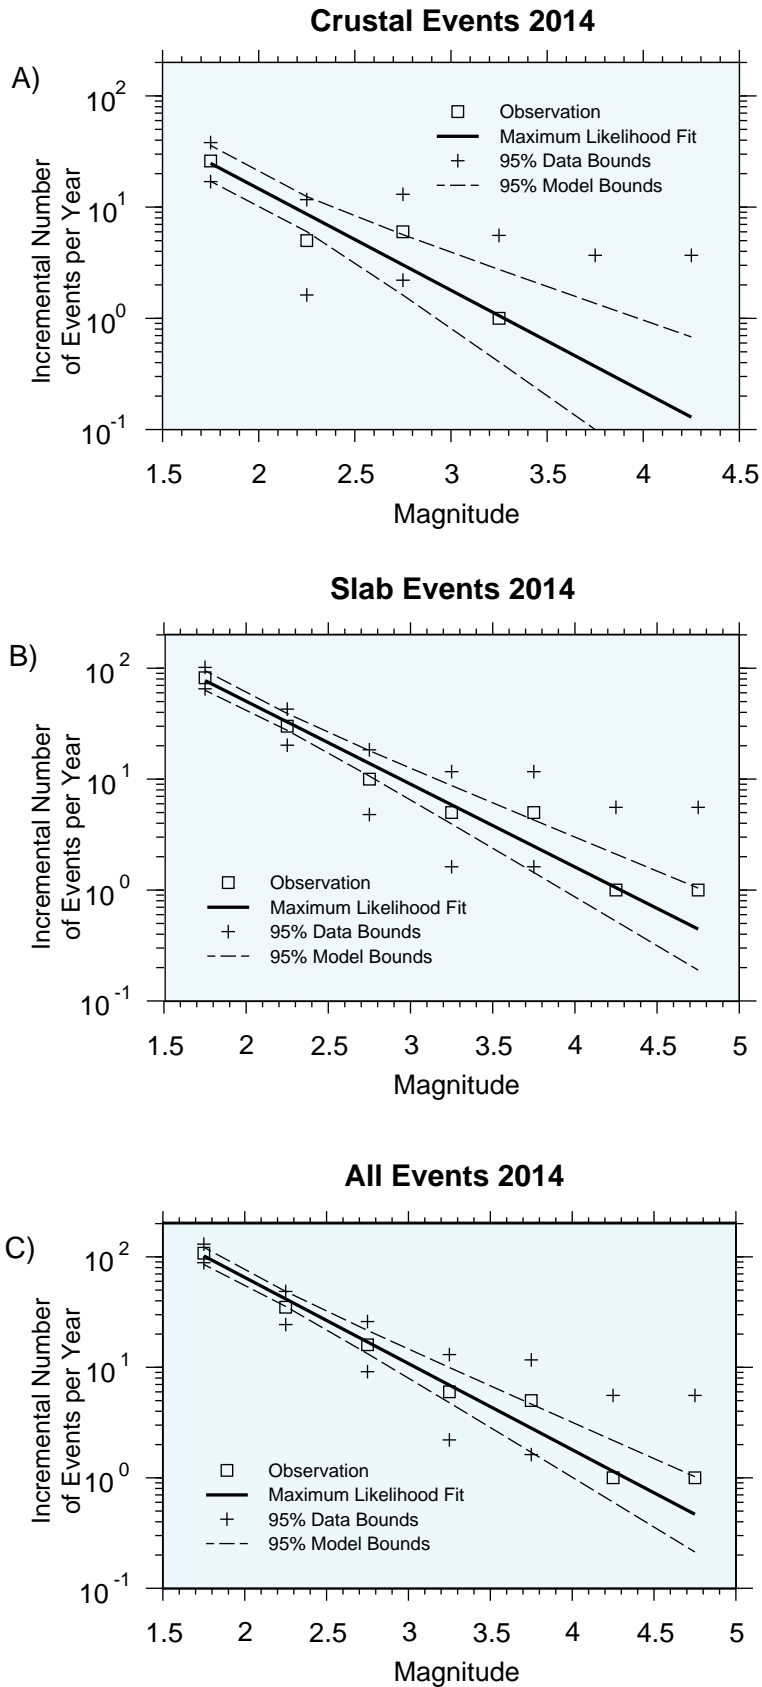 Crustal Events 2014
A)
Incremental Number
of Events per Year
10^2
10^1
10^0
10^-1
Observation
Maximum Likelihood Fit
95% Data Bounds
95% Model Bounds
1.5 2 2.5 3 3.5 4 4.5
Magnitude
Slab Events 2014
B)
Incremental Number
of Events per Year
10^2
10^1
10^0
10^-1
Observation
Maximum Likelihood Fit
95% Data Bounds
95% Model Bounds
1.5 2 2.5 3 3.5 4 4.5 5
Magnitude
All Events 2014
C)
Incremental Number
of Events per Year
10^2
10^1
10^0
10^-1
Observation
Maximum Likelihood Fit
95% Data Bounds
95% Model Bounds
1.5 2 2.5 3 3.5 4 4.5 5
Magnitude